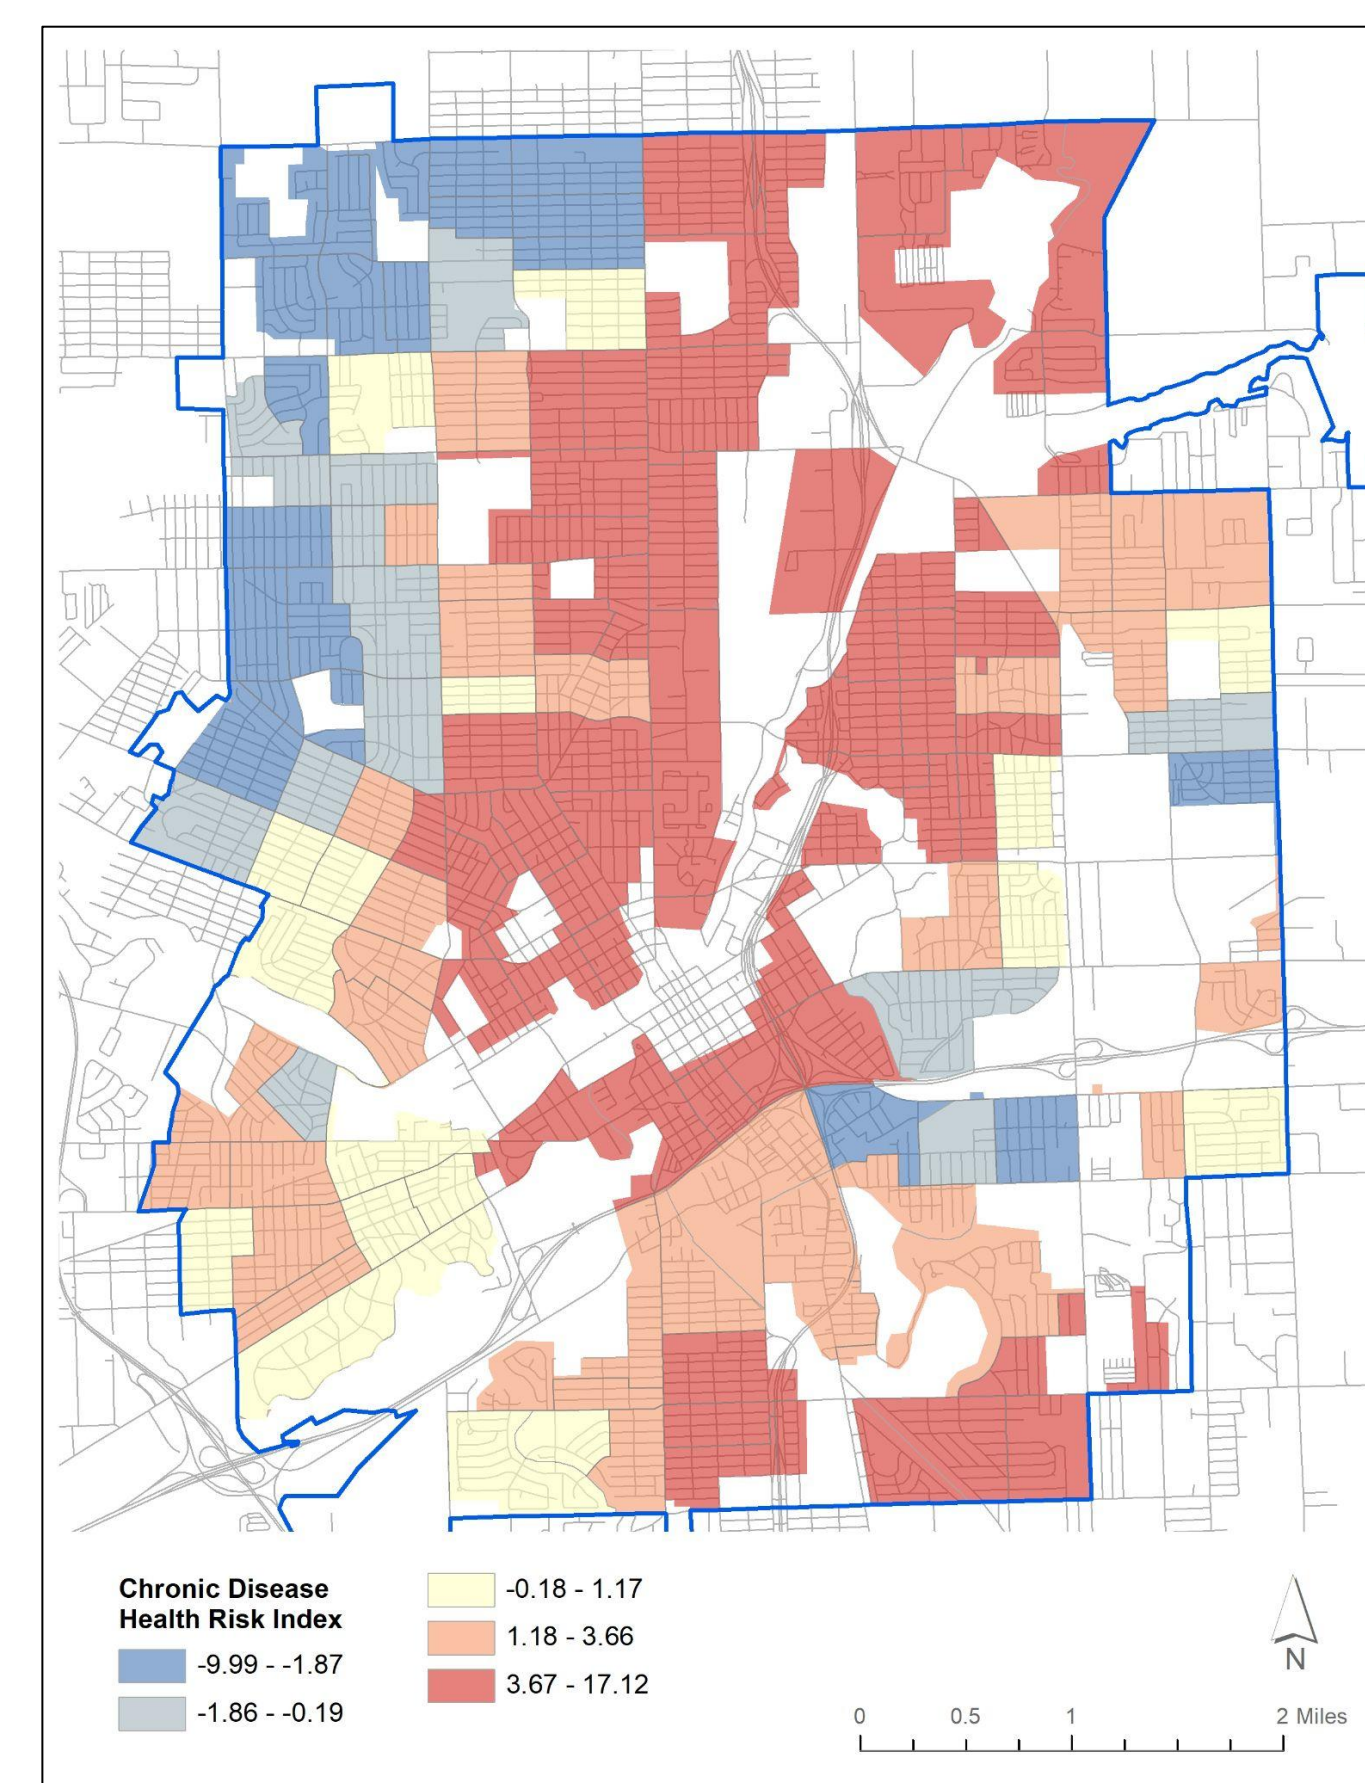 Chronic Disease
Health Risk Index
-9.99 - -1.87
-1.86 - -0.19
-0.18 - 1.17
1.18 - 3.66
3.67 - 17.12
N
0 0.5 1 2 Miles